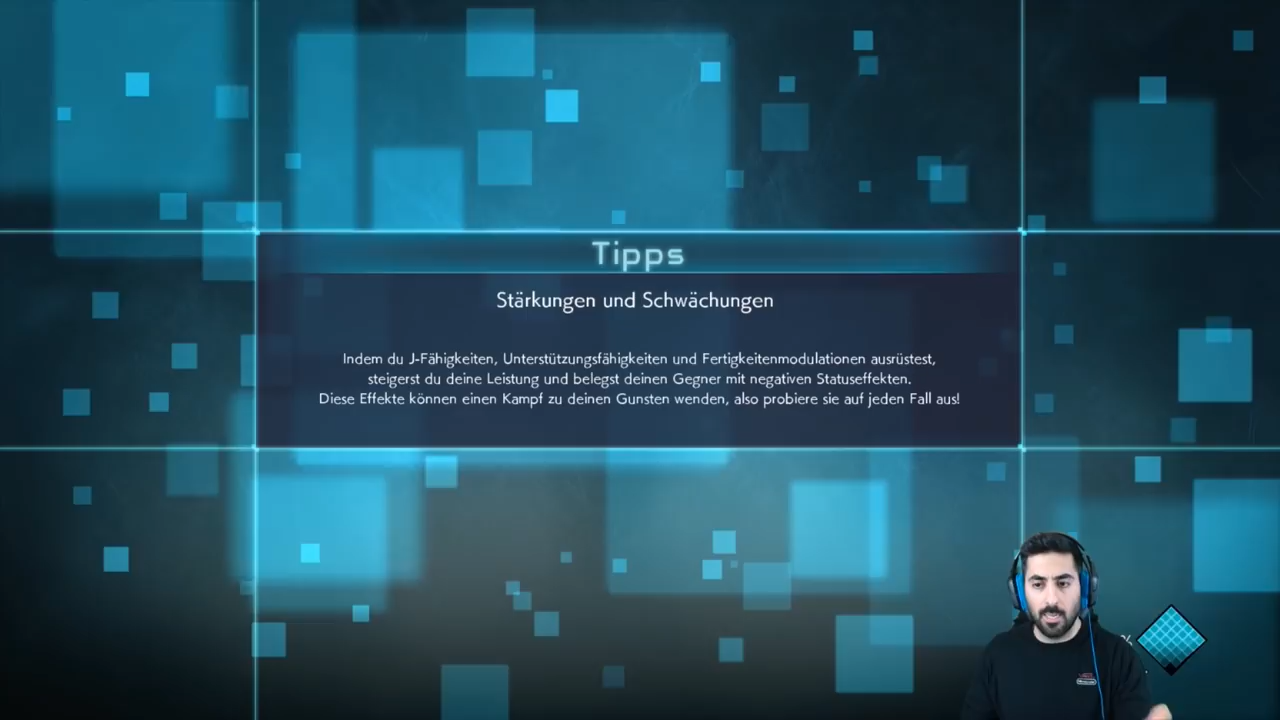 Tipps
Stärkungen und Schwächungen
Indem du J-Fähigkeiten, Unterstützungsfähigkeiten und Fertigkeitenmodulationen ausrüstest,
steigerst du deine Leistung und belegst deinen Gegner mit negativen Statuseffekten.
Diese Effekte können einen Kampf zu deinen Gunsten wenden, also probiere sie auf jeden Fall aus!
%